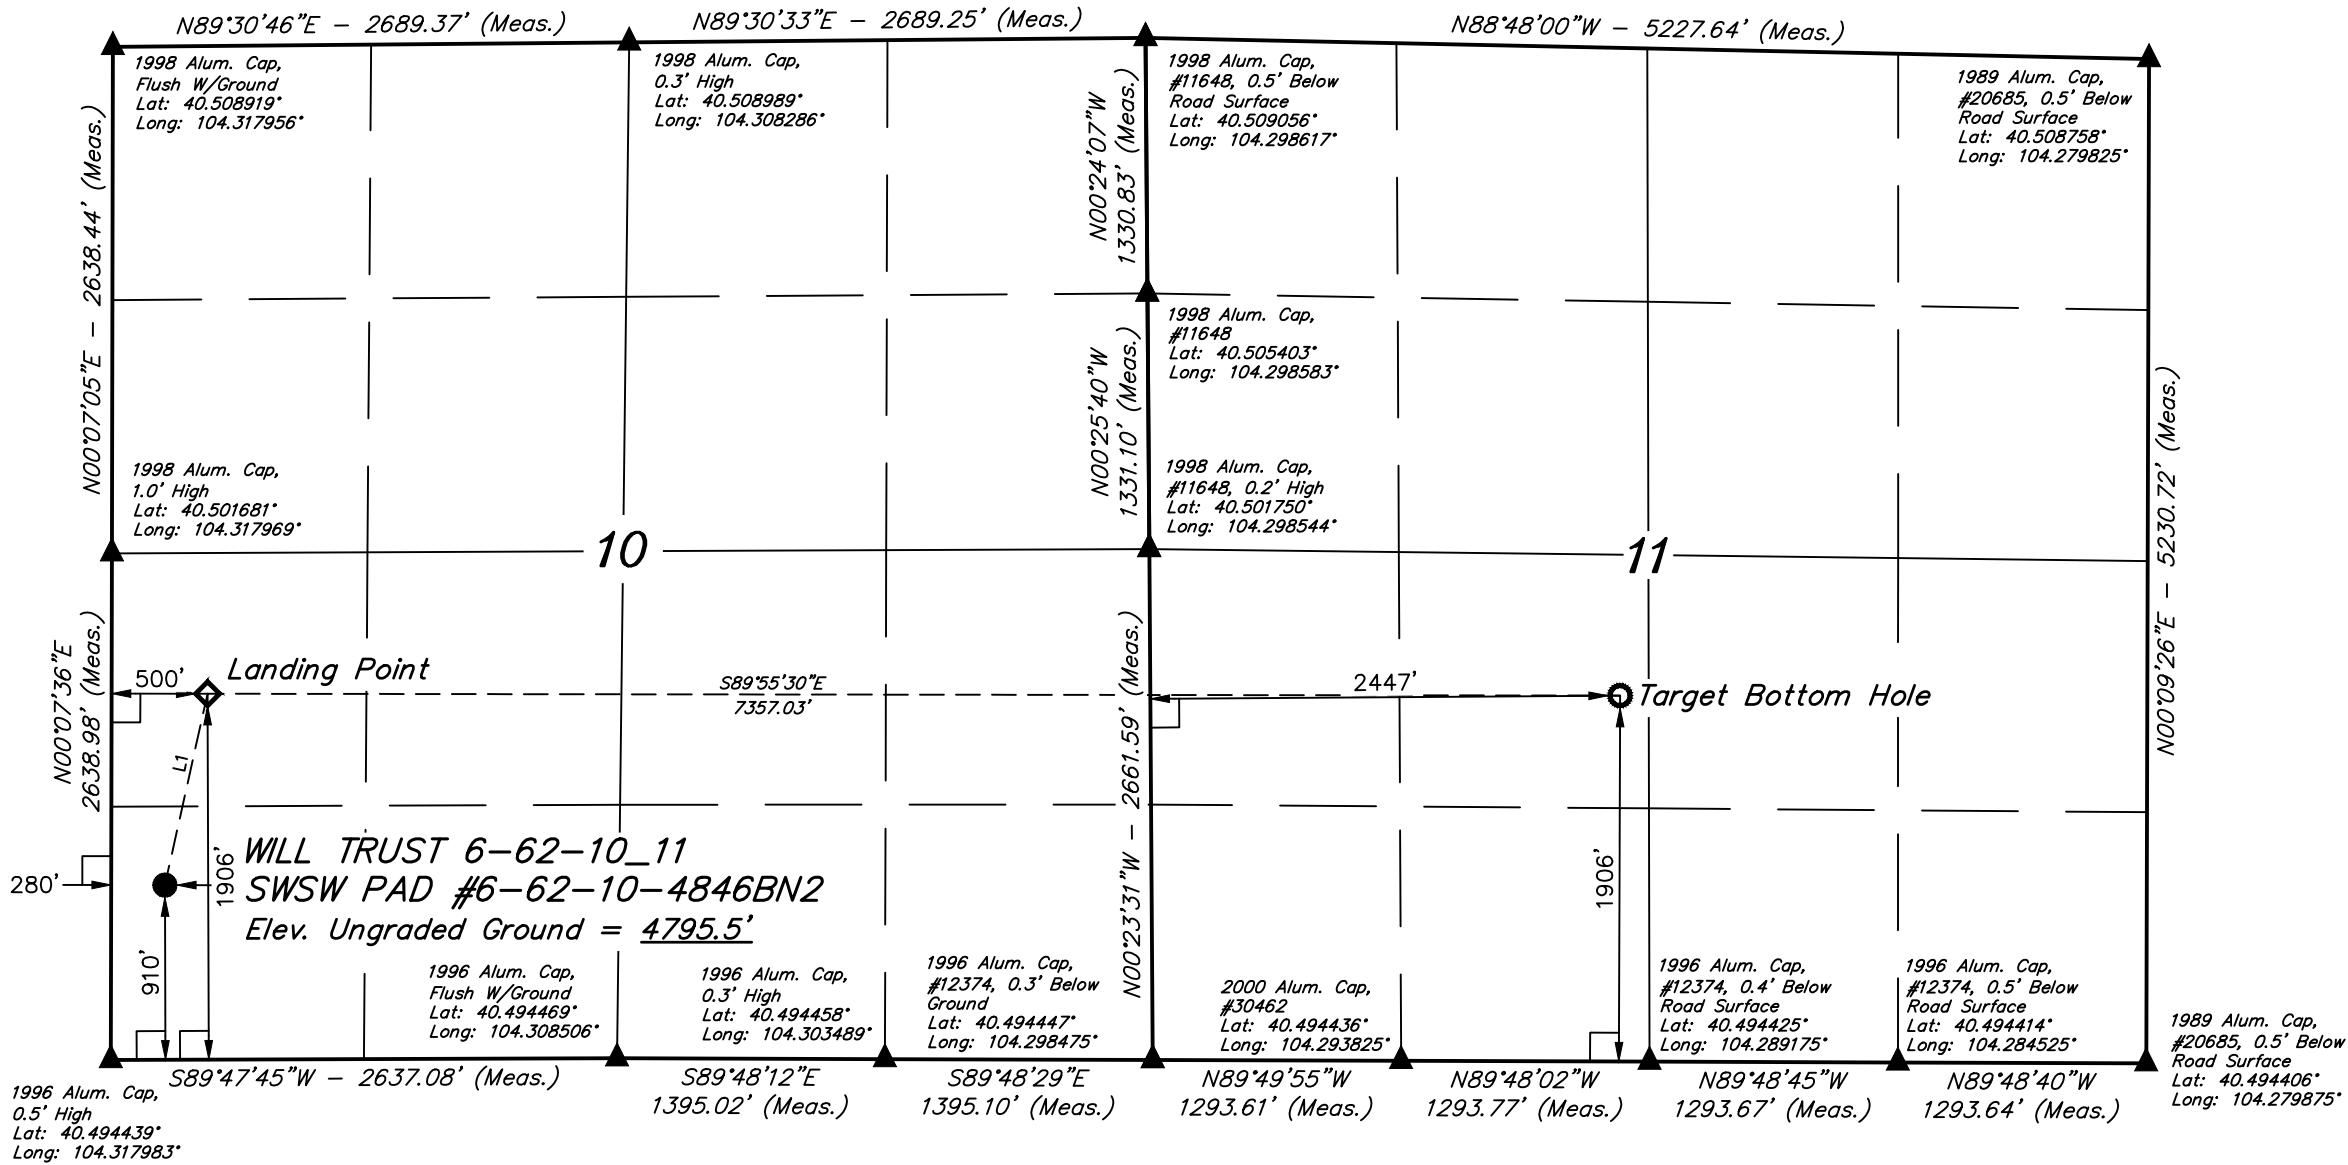 N89°30'46"E - 2689.37' (Meas.)
N89°30'33"E - 2689.25' (Meas.)
N88°48'00"W - 5227.64' (Meas.)
1998 Alum. Cap,
Flush W/Ground
Lat: 40.508919°
Long: 104.317956°
1998 Alum. Cap,
0.3' High
Lat: 40.508989°
Long: 104.308286°
1998 Alum. Cap,
#11648, 0.5' Below
Road Surface
Lat: 40.509056°
Long: 104.298617°
1989 Alum. Cap,
#20685, 0.5' Below
Road Surface
Lat: 40.508758°
Long: 104.279825°
N00°07'05"E - 2638.44' (Meas.)
N00°24'07"W
1330.83' (Meas.)
1998 Alum. Cap,
#11648
Lat: 40.505403°
Long: 104.298583°
N00°25'40"W
1331.10' (Meas.)
1998 Alum. Cap,
1.0' High
Lat: 40.501681°
Long: 104.317969°
1998 Alum. Cap,
#11648, 0.2' High
Lat: 40.501750°
Long: 104.298544°
10
11
N00°09'26"E - 5230.72' (Meas.)
N00°07'36"E
2638.98' (Meas.)
500'
Landing Point
S89°55'30"E
7357.03'
N00°23'31"W - 2661.59' (Meas.)
2447'
Target Bottom Hole
L1
280'
1906'
910'
WILL TRUST 6-62-10_11
SWSW PAD #6-62-10-4846BN2
Elev. Ungraded Ground = 4795.5'
1906'
1996 Alum. Cap,
Flush W/Ground
Lat: 40.494469°
Long: 104.308506°
1996 Alum. Cap,
0.3' High
Lat: 40.494458°
Long: 104.303489°
1996 Alum. Cap,
#12374, 0.3' Below
Ground
Lat: 40.494447°
Long: 104.298475°
2000 Alum. Cap,
#30462
Lat: 40.494436°
Long: 104.293825°
1996 Alum. Cap,
#12374, 0.4' Below
Road Surface
Lat: 40.494425°
Long: 104.289175°
1996 Alum. Cap,
#12374, 0.5' Below
Road Surface
Lat: 40.494414°
Long: 104.284525°
1989 Alum. Cap,
#20685, 0.5' Below
Road Surface
Lat: 40.494406°
Long: 104.279875°
1996 Alum. Cap,
0.5' High
Lat: 40.494439°
Long: 104.317983°
S89°47'45"W - 2637.08' (Meas.)
S89°48'12"E
1395.02' (Meas.)
S89°48'29"E
1395.10' (Meas.)
N89°49'55"W
1293.61' (Meas.)
N89°48'02"W
1293.77' (Meas.)
N89°48'45"W
1293.67' (Meas.)
N89°48'40"W
1293.64' (Meas.)